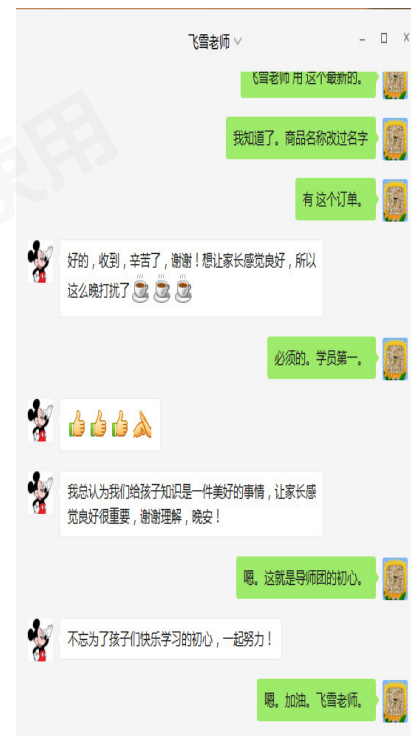 飞雪老师
飞雪老师 用 这个最新的。
我知道了。商品名称改过名字
有 这个订单。
好的，收到，辛苦了，谢谢！想让家长感觉良好，所以
这么晚打扰了
必须的。学员第一。
我总认为我们给孩子知识是一件美好的事情，让家长感
觉良好很重要，谢谢理解，晚安！
嗯。这就是导师团的初心。
不忘为了孩子们快乐学习的初心，一起努力！
嗯。加油。飞雪老师。
使用